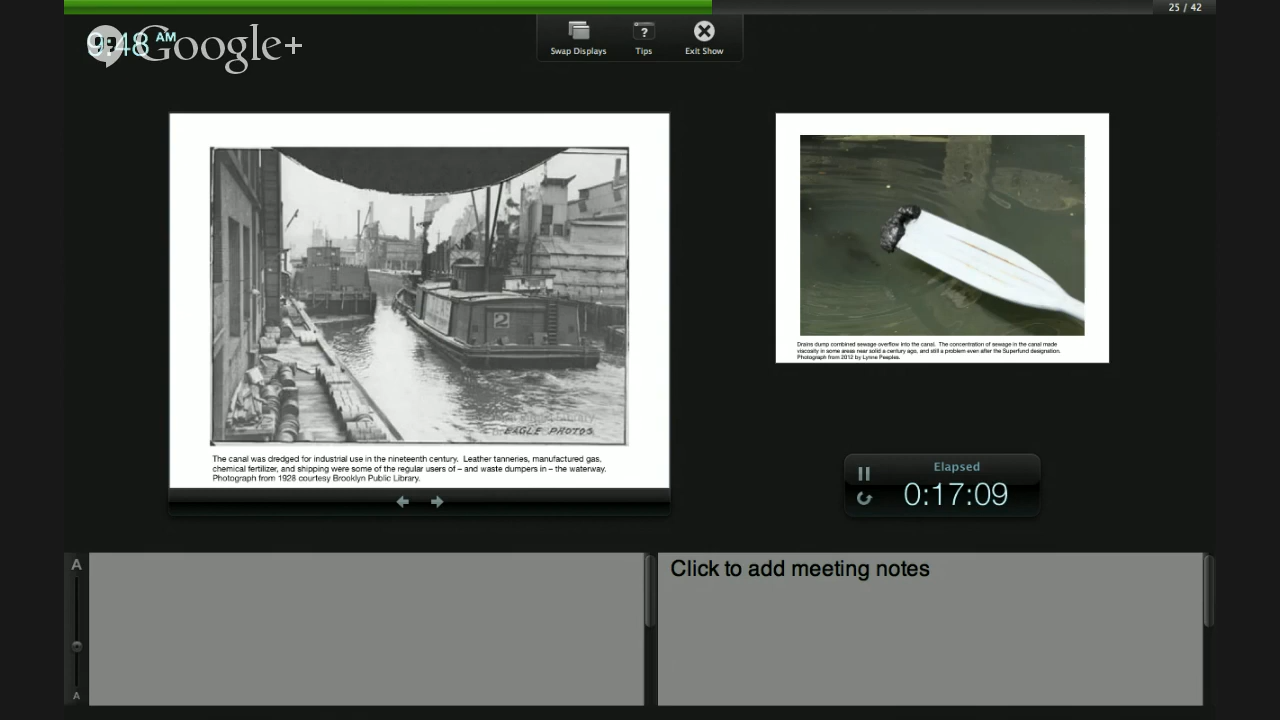 25 / 42
9:48 AM
Google+
Swap Displays
Tips
Exit Show
2
EAGLE PHOTOS
The canal was dredged for industrial use in the nineteenth century. Leather tanneries, manufactured gas,
chemical fertilizer, and shipping were some of the regular users of – and waste dumpers in – the waterway.
Photograph from 1928 courtesy Brooklyn Public Library.
Drains dump combined sewage overflow into the canal. The concentration of sewage in the canal made
viscosity in some areas near solid a century ago, and still a problem even after the Superfund designation.
Photograph from 2012 by Lynne Peeples.
Elapsed
0:17:09
A
A
Click to add meeting notes